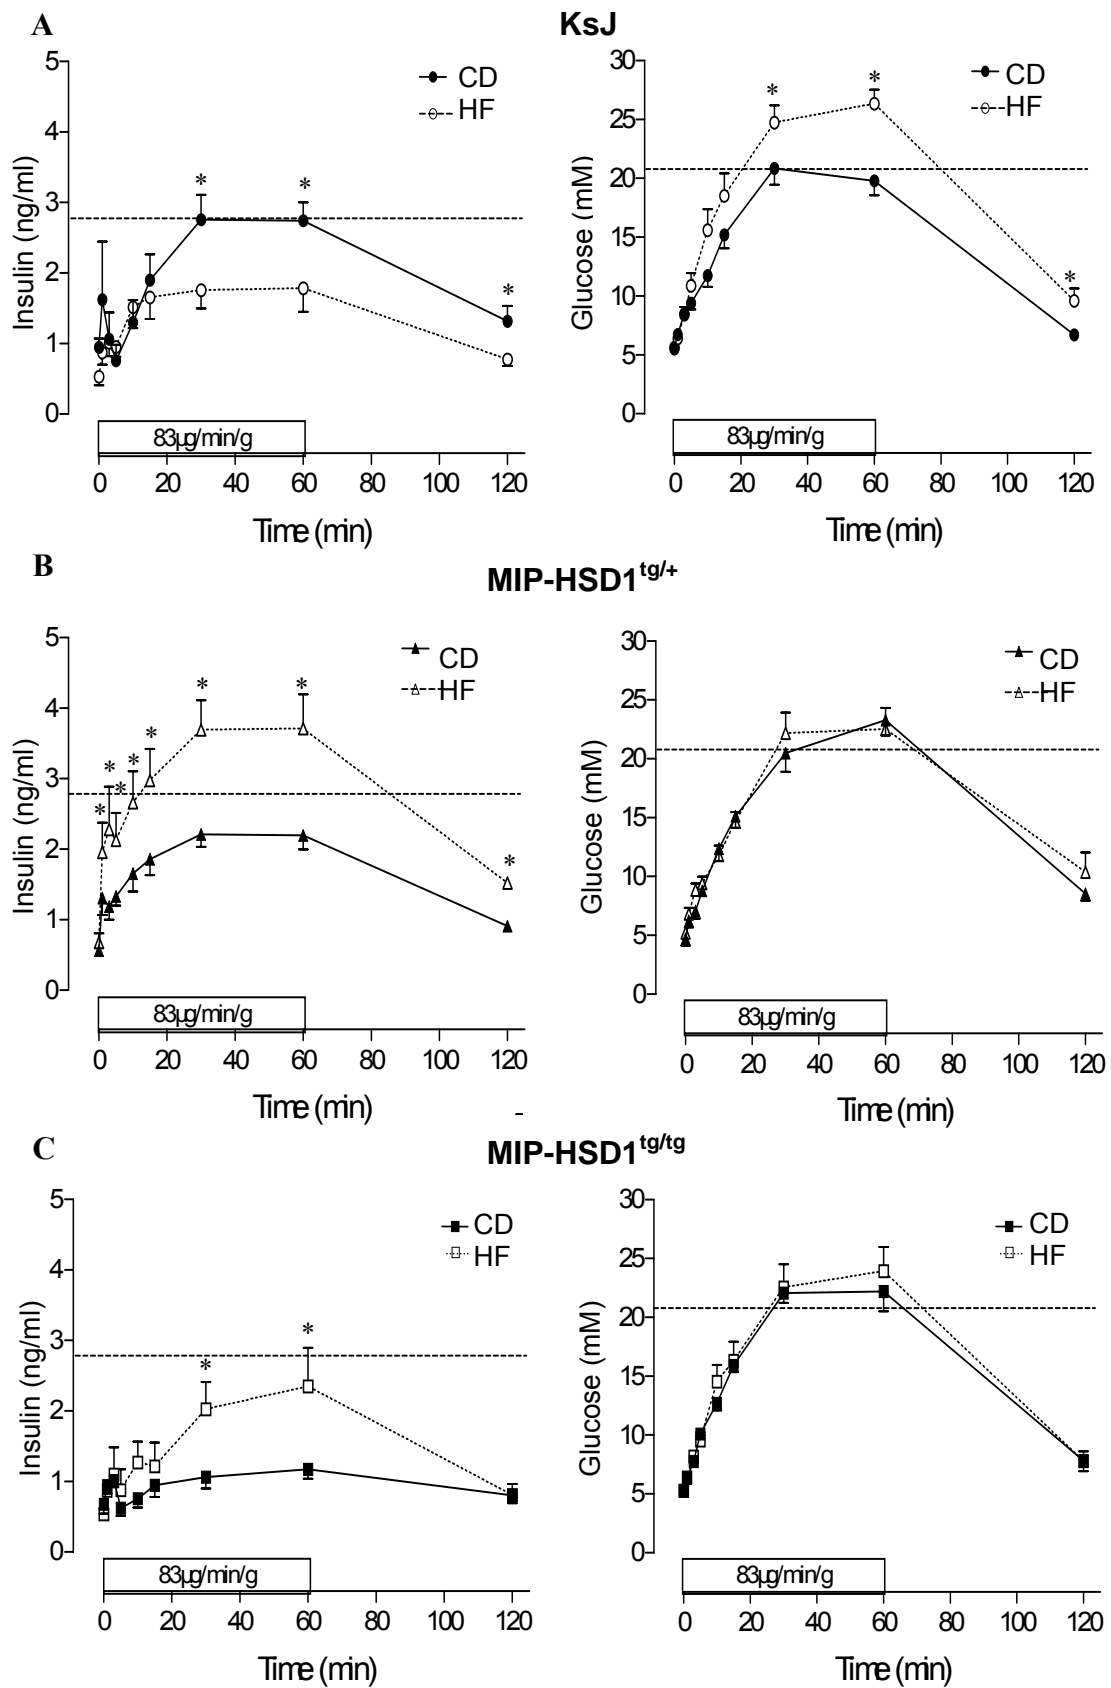 A
KsJ
5
4
3
2
1
0
Insulin (ng/ml)
CD
HF
*
*
*
83µg/min/g
0 20 40 60 80 100 120
Time (min)
30
25
20
15
10
5
0
Glucose (mM)
CD
HF
*
*
*
83µg/min/g
0 20 40 60 80 100 120
Time (min)
B
MIP-HSD1tg/+
5
4
3
2
1
0
Insulin (ng/ml)
CD
HF
* * * * * * * *
83µg/min/g
0 20 40 60 80 100 120
Time (min)
30
25
20
15
10
5
0
Glucose (mM)
CD
HF
83µg/min/g
0 20 40 60 80 100 120
Time (min)
C
MIP-HSD1tg/tg
5
4
3
2
1
0
Insulin (ng/ml)
CD
HF
*
*
83µg/min/g
0 20 40 60 80 100 120
Time (min)
30
25
20
15
10
5
0
Glucose (mM)
CD
HF
83µg/min/g
0 20 40 60 80 100 120
Time (min)